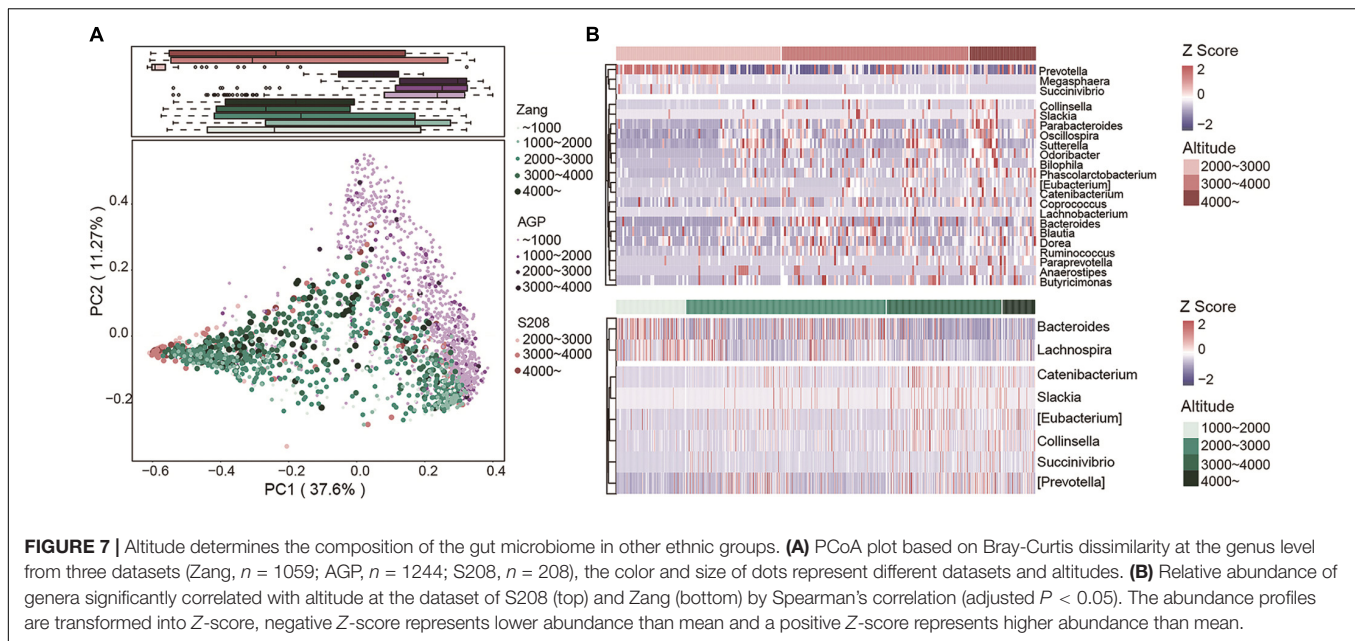 A
Zang
~1000
1000~2000
2000~3000
3000~4000
4000~
AGP
~1000
1000~2000
2000~3000
3000~4000
S208
2000~3000
3000~4000
4000~
PC2 ( 11.27% )
0.4
0.2
0.0
−0.2
−0.6
−0.4
−0.2
0.0
0.2
0.4
PC1 ( 37.6% )
B
Prevotella
Megasphaera
Succinivibrio
Collinsella
Slackia
Parabacteroides
Oscillospira
Sutterella
Odoribacter
Bilophila
Phascolarctobacterium
[Eubacterium]
Catenibacterium
Coprococcus
Lachnobacterium
Bacteroides
Blautia
Dorea
Ruminococcus
Paraprevotella
Anaerostipes
Butyricimonas
Z Score
2
0
−2
Altitude
2000~3000
3000~4000
4000~
Bacteroides
Lachnospira
Catenibacterium
Slackia
[Eubacterium]
Collinsella
Succinivibrio
[Prevotella]
Z Score
2
0
−2
Altitude
1000~2000
2000~3000
3000~4000
4000~
FIGURE 7 | Altitude determines the composition of the gut microbiome in other ethnic groups. (A) PCoA plot based on Bray-Curtis dissimilarity at the genus level
from three datasets (Zang, n = 1059; AGP, n = 1244; S208, n = 208), the color and size of dots represent different datasets and altitudes. (B) Relative abundance of
genera significantly correlated with altitude at the dataset of S208 (top) and Zang (bottom) by Spearman's correlation (adjusted P < 0.05). The abundance profiles
are transformed into Z-score, negative Z-score represents lower abundance than mean and a positive Z-score represents higher abundance than mean.